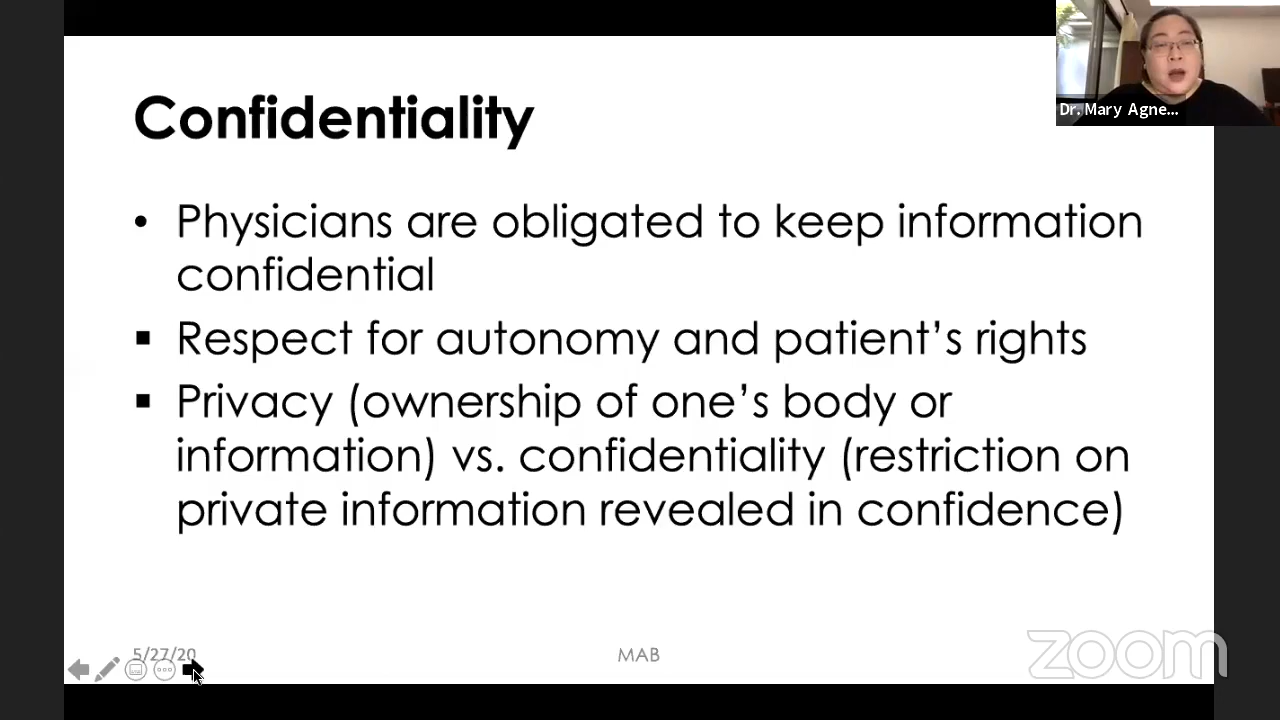 Confidentiality
Dr. Mary Agne...
• Physicians are obligated to keep information
confidential
▪ Respect for autonomy and patient's rights
▪ Privacy (ownership of one's body or
information) vs. confidentiality (restriction on
private information revealed in confidence)
5/27/20
MAB
zoom